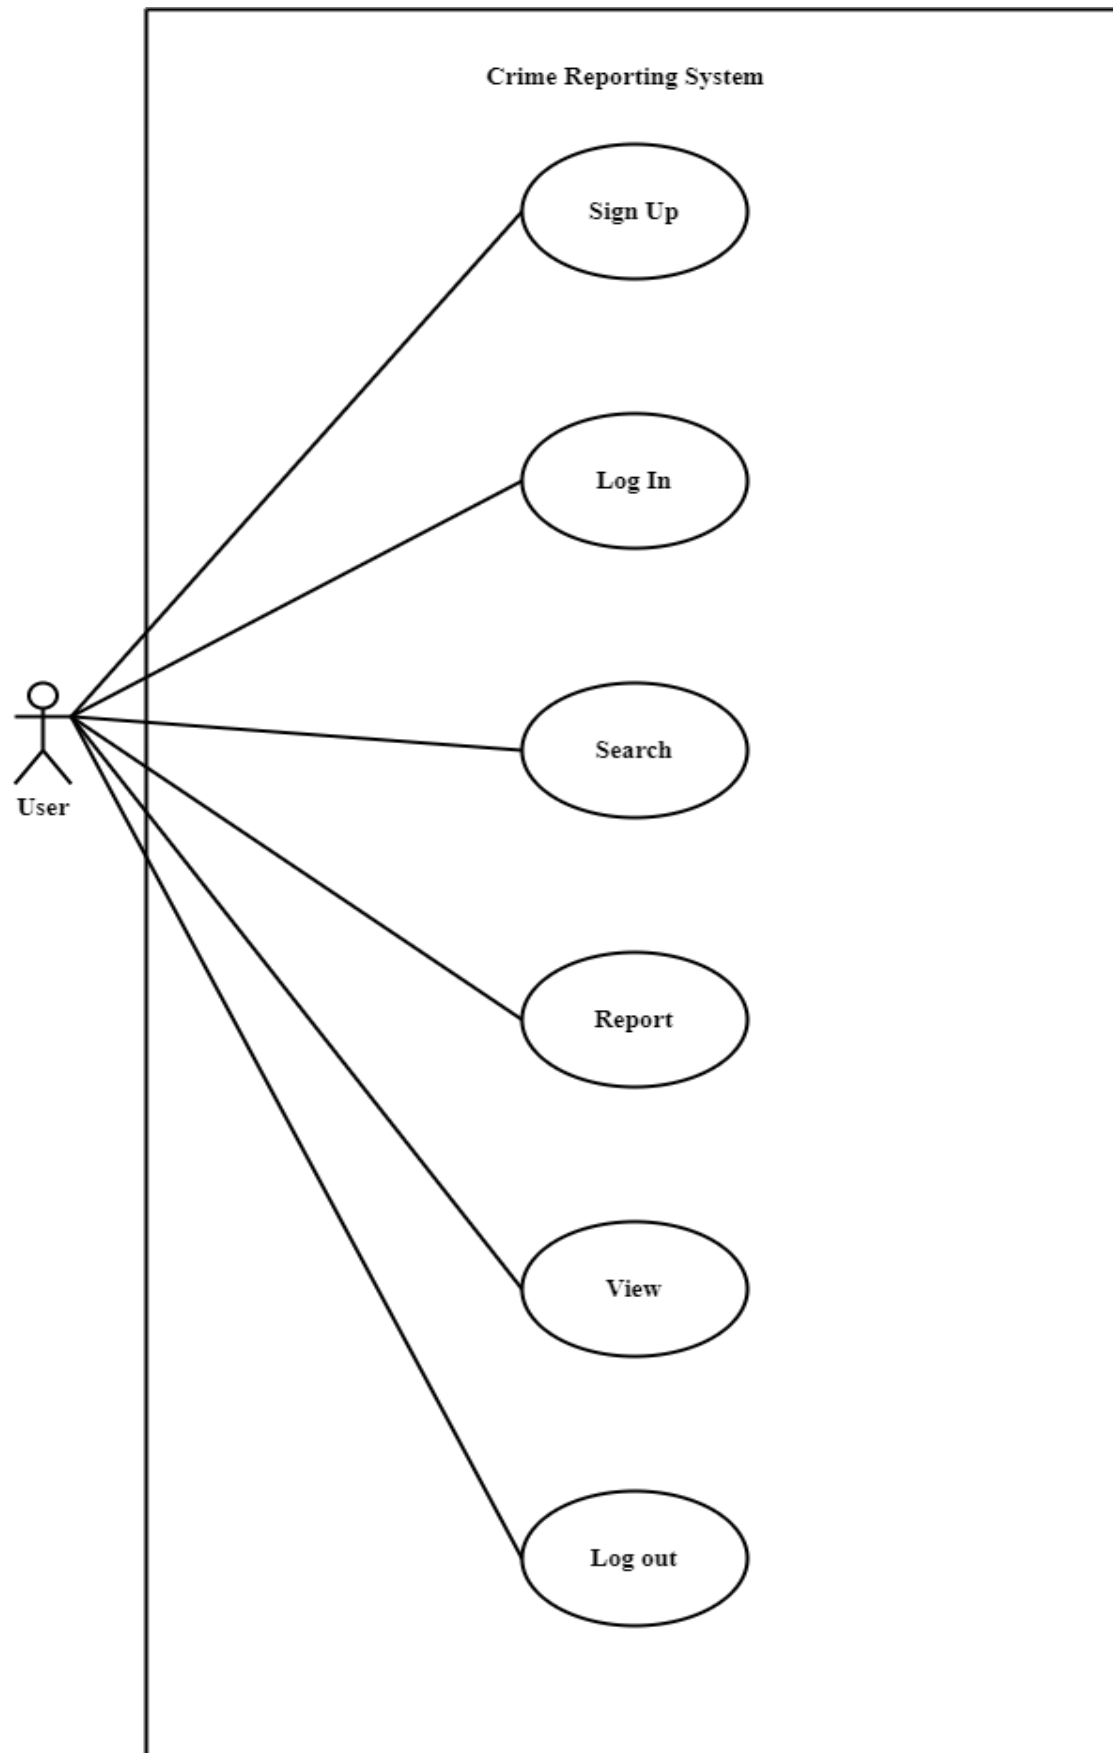 Crime Reporting System
Sign Up
Log In
Search
User
Report
View
Log out